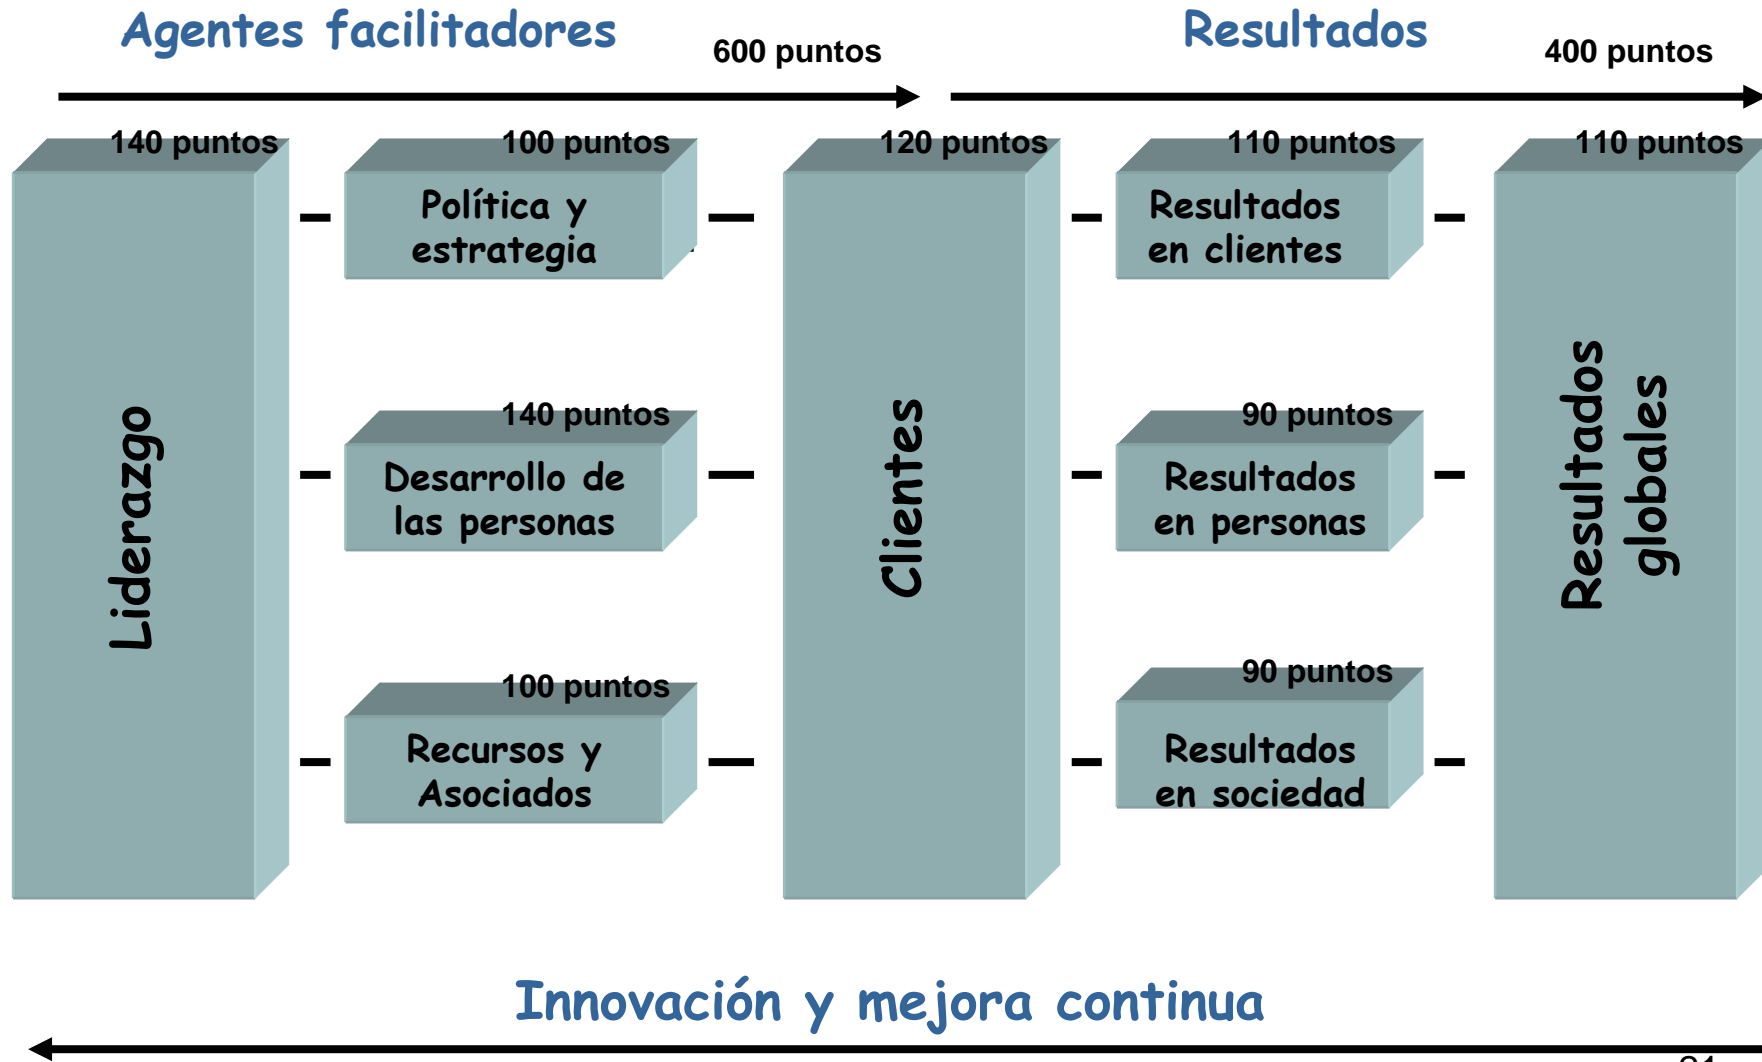 Agentes facilitadores
600 puntos
Resultados
400 puntos
140 puntos
100 puntos
120 puntos
110 puntos
110 puntos
Política y
estrategia
Resultados
en clientes
140 puntos
90 puntos
Liderazgo
Desarrollo de
las personas
Clientes
Resultados
en personas
Resultados
globales
100 puntos
90 puntos
Recursos y
Asociados
Resultados
en sociedad
Innovación y mejora continua